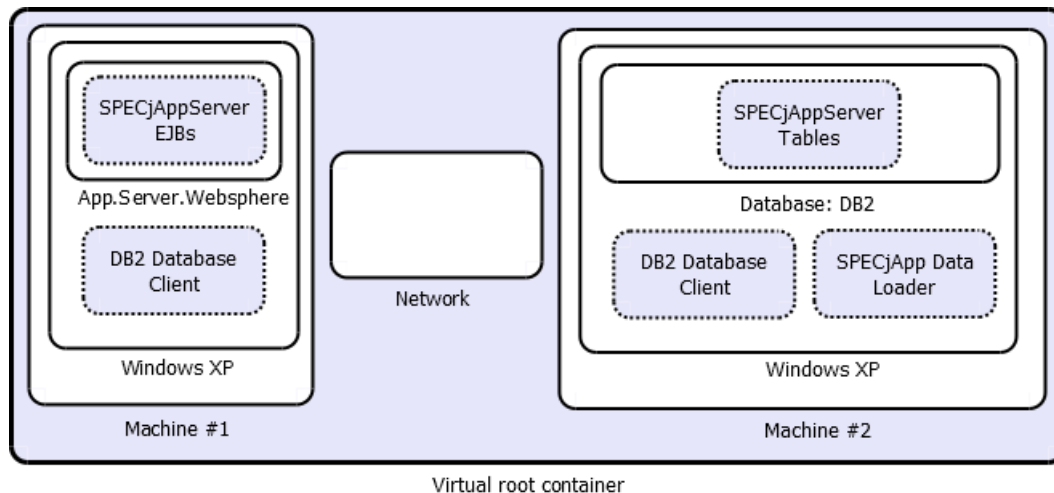 SPECjAppServer
EJBs
App.Server.Websphere
DB2 Database
Client
Windows XP
Machine #1
Network
SPECjAppServer
Tables
Database: DB2
DB2 Database
Client
SPECjApp Data
Loader
Windows XP
Machine #2
Virtual root container